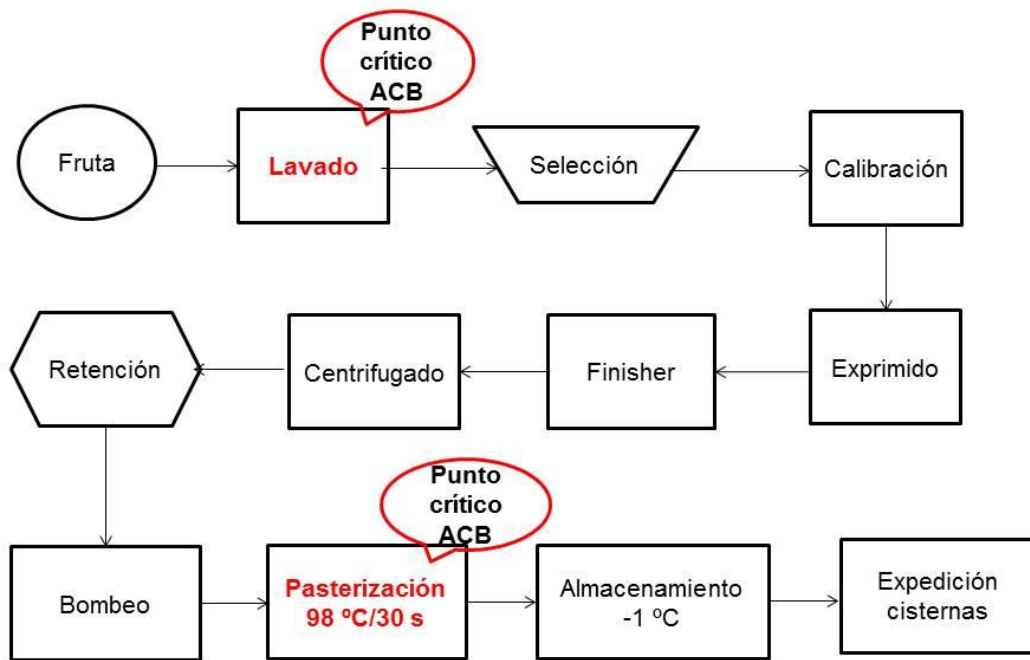 Punto
crítico
ACB
Fruta
Lavado
Selección
Calibración
Retención
Centrifugado
Finisher
Exprimido
Punto
crítico
ACB
Bombeo
Pasterización
98 ºC/30 s
Almacenamiento
-1 ºC
Expedición
cisternas